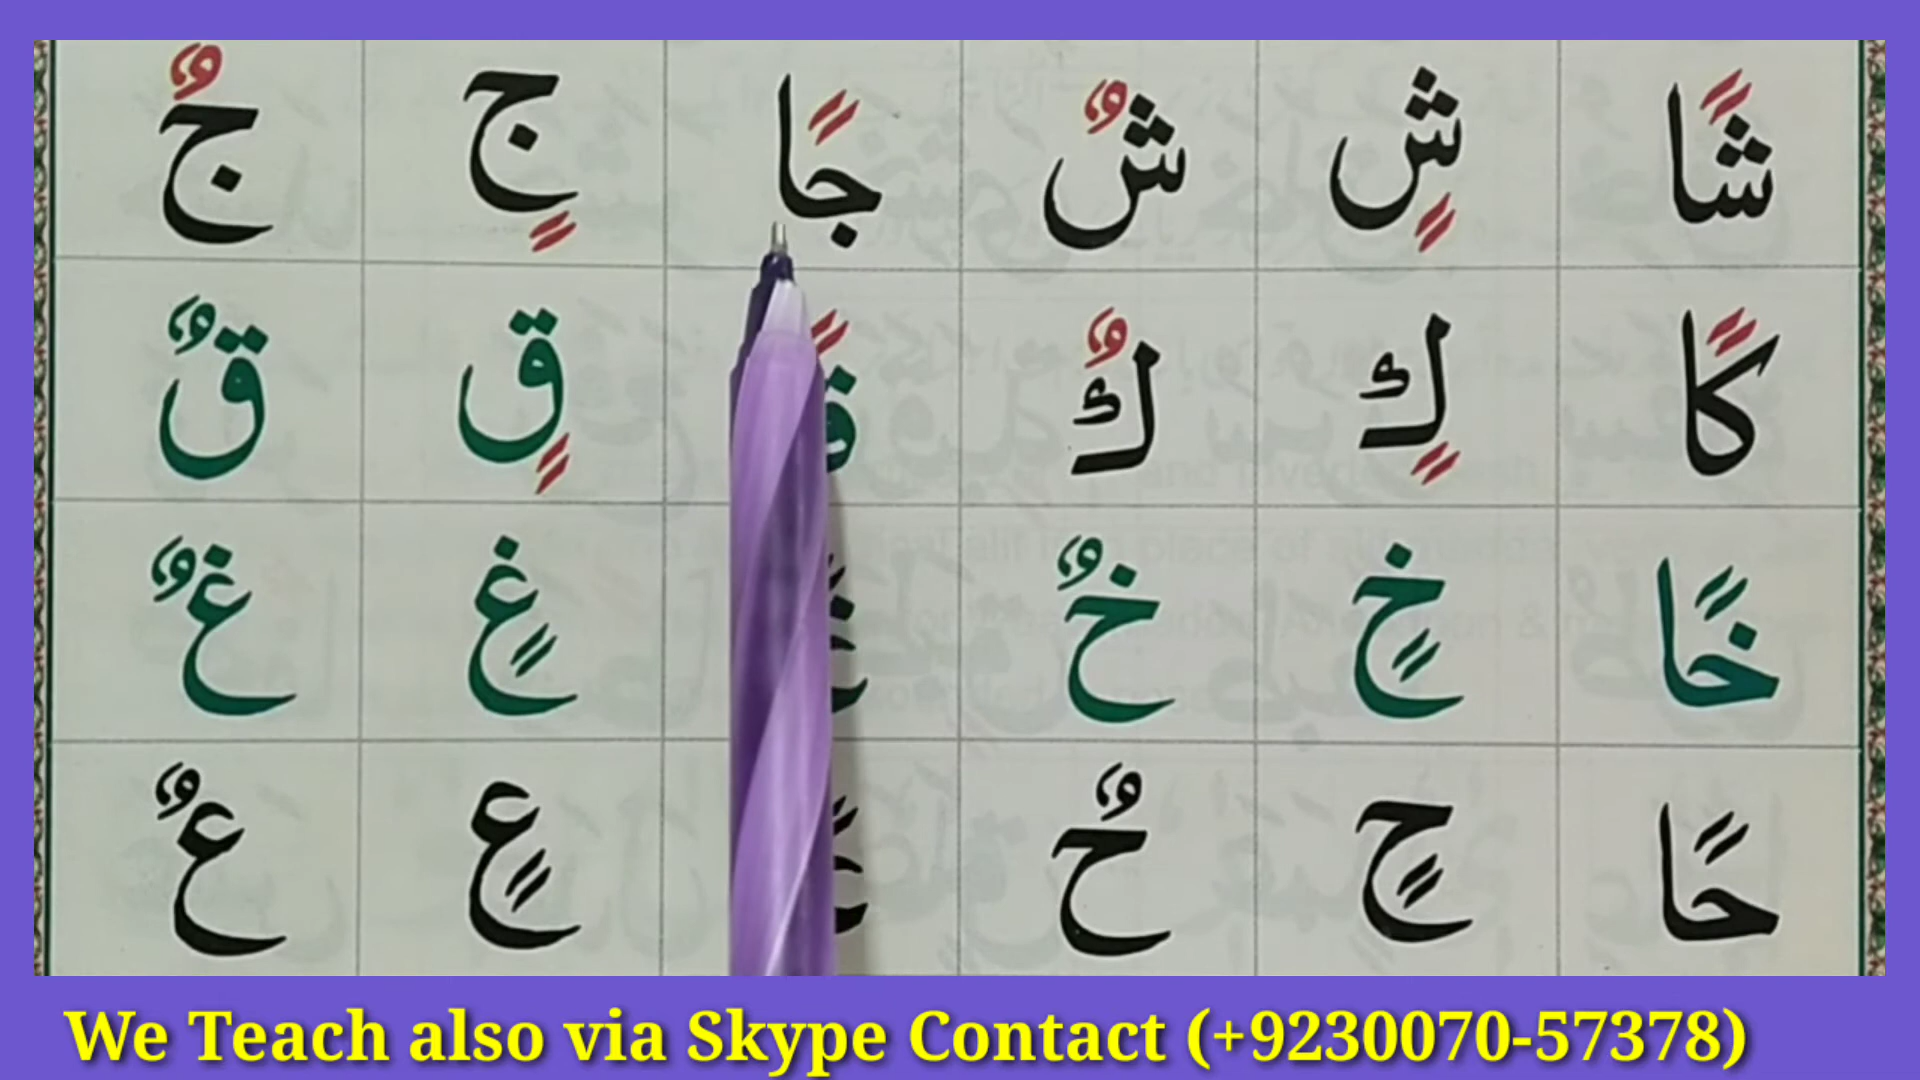 شًا شٍ شٌ جًا جٍ جٌ
كًا كٍ كٌ قٍ قٌ
خًا خٍ خٌ غٍ غٌ
حًا حٍ حٌ عٍ عٌ
We Teach also via Skype Contact (+9230070-57378)